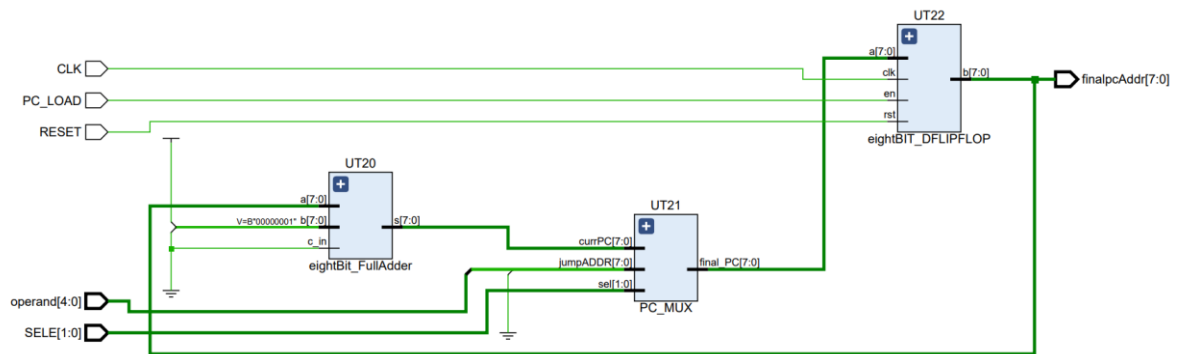 UT22
a[7:0]
CLK
clk
b[7:0]
finalpcAddr[7:0]
PC_LOAD
en
RESET
rst
eightBIT_DFLIPFLOP
UT20
a[7:0]
UT21
V=B"00000001"
b[7:0]
s[7:0]
c_in
currPC[7:0]
eightBit_FullAdder
jumpADDR[7:0]
final_PC[7:0]
sel[1:0]
operand[4:0]
PC_MUX
SELE[1:0]